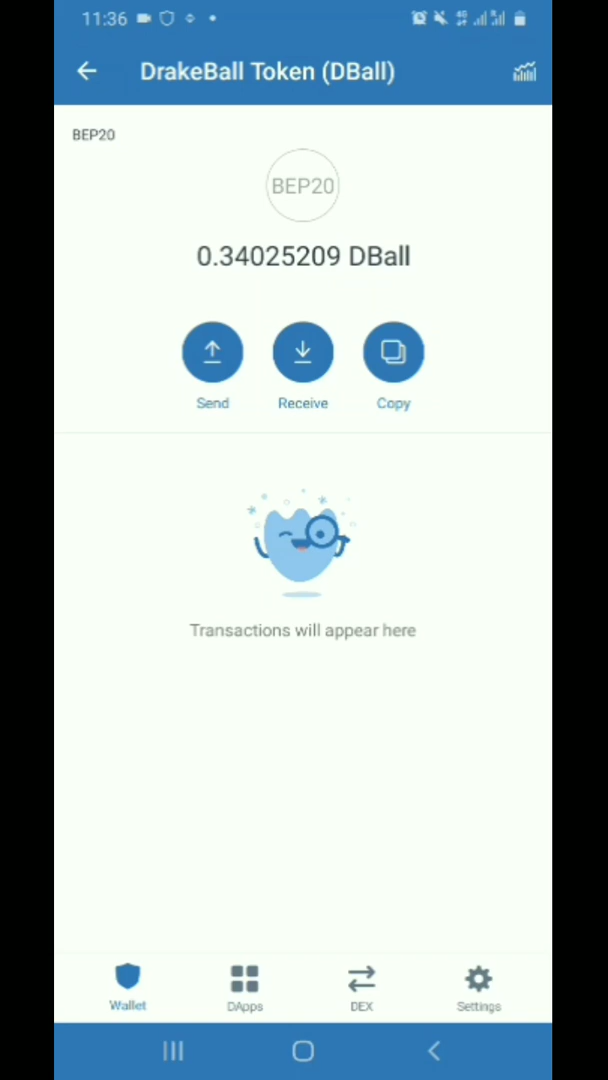 11:36
DrakeBall Token (DBall)
BEP20
BEP20
0.34025209 DBall
Send
Receive
Copy
Transactions will appear here
Wallet
DApps
DEX
Settings